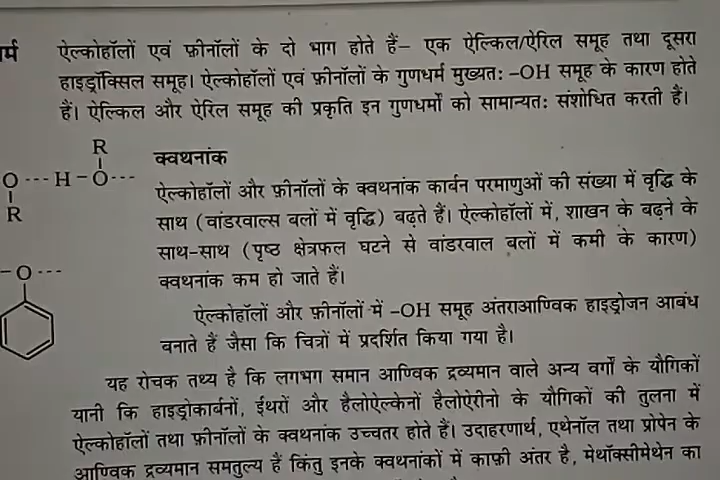 र्म
ऐल्कोहॉलों एवं फ़ीनॉलों के दो भाग होते हैं– एक ऐल्किल/ऐरिल समूह तथा दूसरा
हाइड्रॉक्सिल समूह। ऐल्कोहॉलों एवं फ़ीनॉलों के गुणधर्म मुख्यतः –OH समूह के कारण होते
हैं। ऐल्किल और ऐरिल समूह की प्रकृति इन गुणधर्मों को सामान्यतः संशोधित करती हैं।
R
O --- H – O ---
R
– O ---
क्वथनांक
ऐल्कोहॉलों और फ़ीनॉलों के क्वथनांक कार्बन परमाणुओं की संख्या में वृद्धि के
साथ (वांडरवाल्स बलों में वृद्धि) बढ़ते हैं। ऐल्कोहॉलों में, शाखन के बढ़ने के
साथ-साथ (पृष्ठ क्षेत्रफल घटने से वांडरवाल बलों में कमी के कारण)
क्वथनांक कम हो जाते हैं।
ऐल्कोहॉलों और फ़ीनॉलों में –OH समूह अंतराआण्विक हाइड्रोजन आबंध
बनाते हैं जैसा कि चित्रों में प्रदर्शित किया गया है।
यह रोचक तथ्य है कि लगभग समान आण्विक द्रव्यमान वाले अन्य वर्गों के यौगिकों
यानी कि हाइड्रोकार्बनों, ईथरों और हैलोऐल्केनों हैलोऐरीनो के यौगिकों की तुलना में
ऐल्कोहॉलों तथा फ़ीनॉलों के क्वथनांक उच्चतर होते हैं। उदाहरणार्थ, एथेनॉल तथा प्रोपेन के
आण्विक द्रव्यमान समतुल्य हैं किंतु इनके क्वथनांकों में काफ़ी अंतर है, मेथॉक्सीमेथेन का